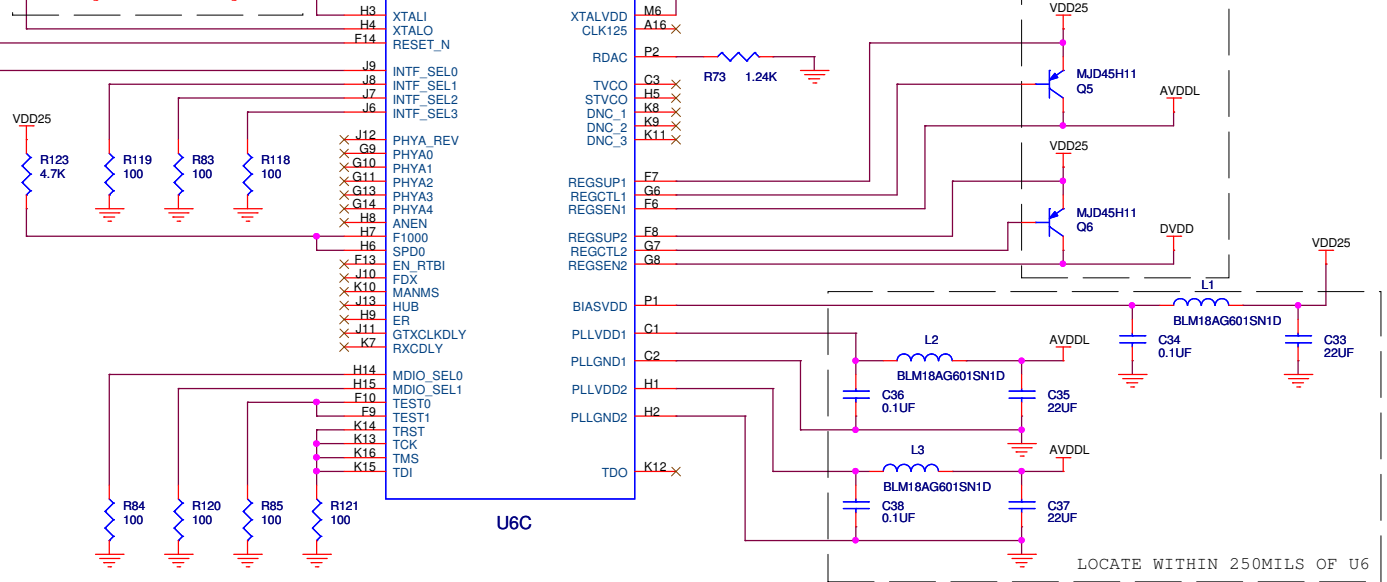 H3 XTALI
H4 XTALO
F14 RESET_N
J9 INTF_SEL0
J8 INTF_SEL1
J7 INTF_SEL2
J6 INTF_SEL3
J12 PHYA_REV
G9 PHYA0
G10 PHYA1
G11 PHYA2
G13 PHYA3
G14 PHYA4
H8 ANEN
H7 F1000
H6 SPD0
F13 EN_RTBI
J10 FDX
K10 MANMS
J13 HUB
H9 ER
J11 GTXCLKDLY
K7 RXCDLY
H14 MDIO_SEL0
H15 MDIO_SEL1
F10 TEST0
F9 TEST1
K14 TRST
K13 TCK
K16 TMS
K15 TDI
VDD25
R123
4.7K
R119
100
R83
100
R118
100
R84
100
R120
100
R85
100
R121
100
XTALVDD M6
CLK125 A16
RDAC P2
TVCO C3
STVCO H5
DNC_1 K8
DNC_2 K9
DNC_3 K11
REGSUP1 F7
REGCTL1 G6
REGSEN1 F6
REGSUP2 F8
REGCTL2 G7
REGSEN2 G8
BIASVDD P1
PLLVDD1 C1
PLLGND1 C2
PLLVDD2 H1
PLLGND2 H2
TDO K12
U6C
R73 1.24K
VDD25
MJD45H11
Q5
AVDDL
VDD25
MJD45H11
Q6
DVDD
VDD25
L1
BLM18AG601SN1D
C34
0.1UF
C33
22UF
L2
AVDDL
BLM18AG601SN1D
C36
0.1UF
C35
22UF
L3
AVDDL
BLM18AG601SN1D
C38
0.1UF
C37
22UF
LOCATE WITHIN 250MILS OF U6